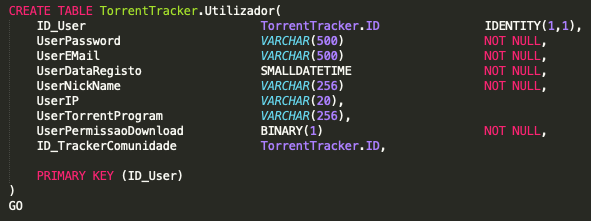 CREATE TABLE TorrentTracker.Utilizador(
ID_User TorrentTracker.ID IDENTITY(1,1),
UserPassword VARCHAR(500) NOT NULL,
UserEMail VARCHAR(500) NOT NULL,
UserDataRegisto SMALLDATETIME NOT NULL,
UserNickName VARCHAR(256) NOT NULL,
UserIP VARCHAR(20),
UserTorrentProgram VARCHAR(256),
UserPermissaoDownload BINARY(1) NOT NULL,
ID_TrackerComunidade TorrentTracker.ID,
PRIMARY KEY (ID_User)
)
GO